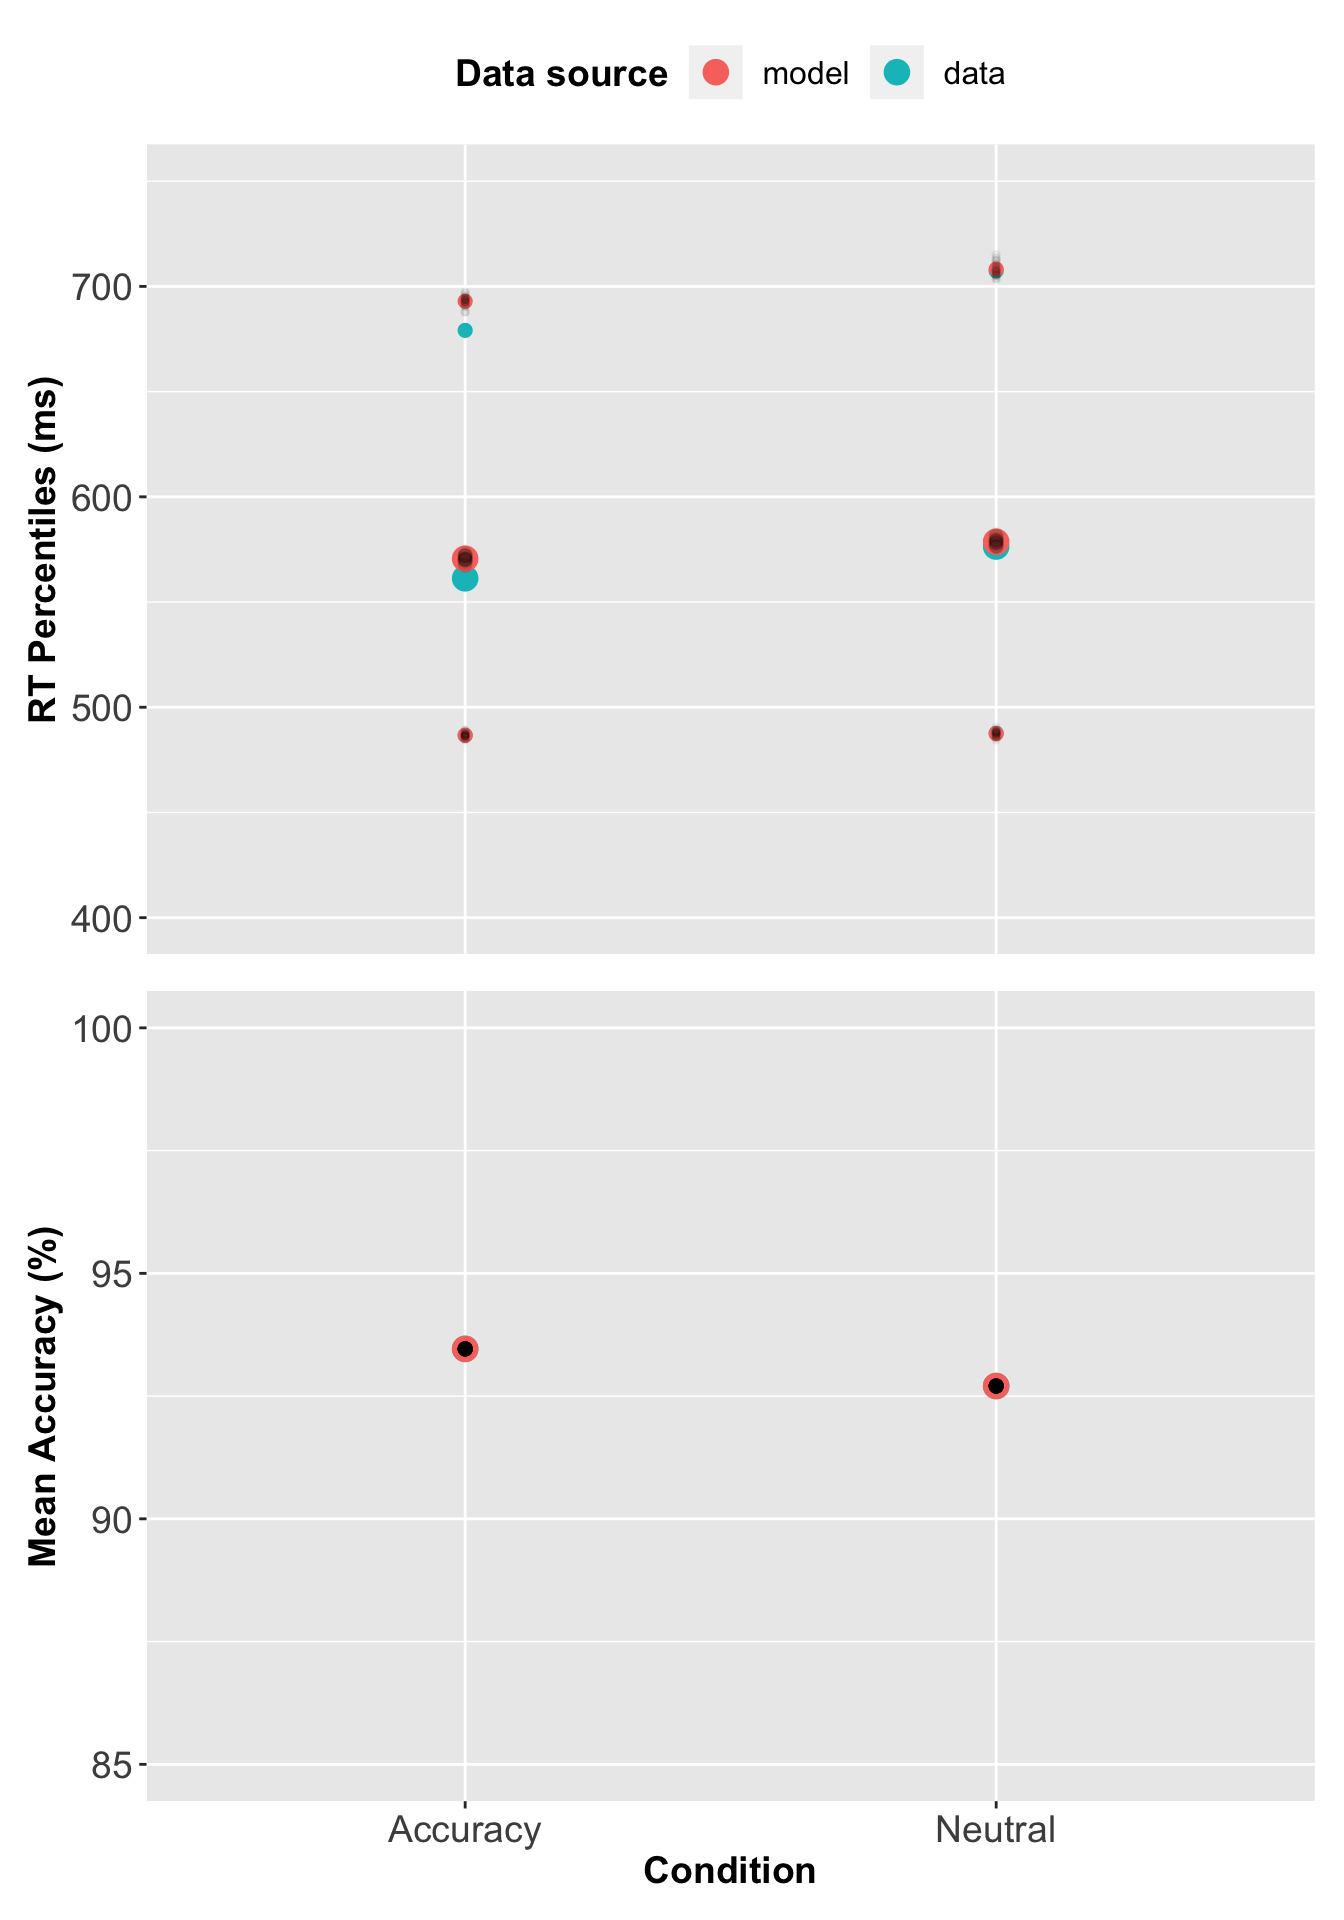 Data source model data
RT Percentiles (ms)
700
600
500
400
Mean Accuracy (%)
100
95
90
85
Accuracy Neutral
Condition